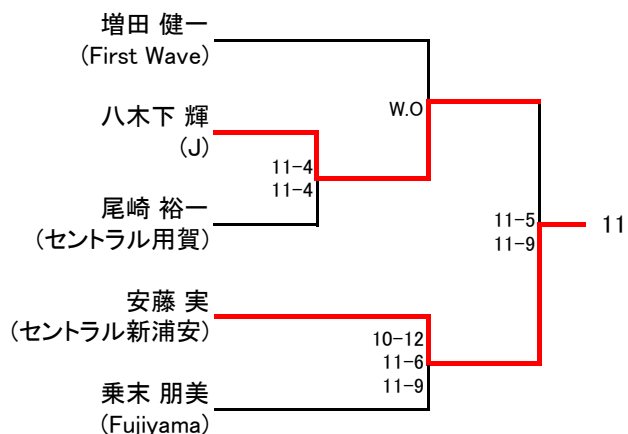 増田 健一
(First Wave)
八木下 輝
(J)
尾崎 裕一
(セントラル用賀)
安藤 実
(セントラル新浦安)
乗末 朋美
(Fujiyama)
W.O
11-4
11-4
10-12
11-6
11-9
11-5
11-9
11